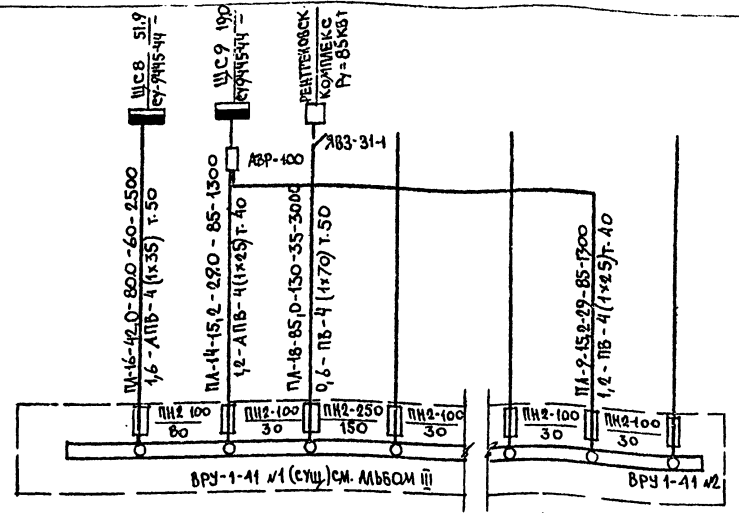 ЩС8 51.9
СУ-9445-44-
ЩС9 19,0
СУ9445-44-
РЕНТГЕНОВСК.
КОМПЛЕКС
Ру=85кВт
ЯВЗ-31-1
АВР-100
ПЛ-16-42,0-80.0-60-2500
1,6-АПВ-4(1х35) т.50
ПЛ-14-15,2-29.0-85-1300
1,2-АПВ-4(1х25) т.40
ПЛ-18-85,0-130-35-3000
0,6-ПВ-4(1х70) т.50
ПЛ-9-15,2-29-85-1300
1,2-ПВ-4(1х25) т.40
ПН2 100
80
ПН2-100
30
ПН2-250
150
ПН2-100
30
ПН2-100
30
ПН2-100
30
ВРУ-1-41 №1 (СУЩ) СМ. АЛЬБОМ III
ВРУ 1-41 №2